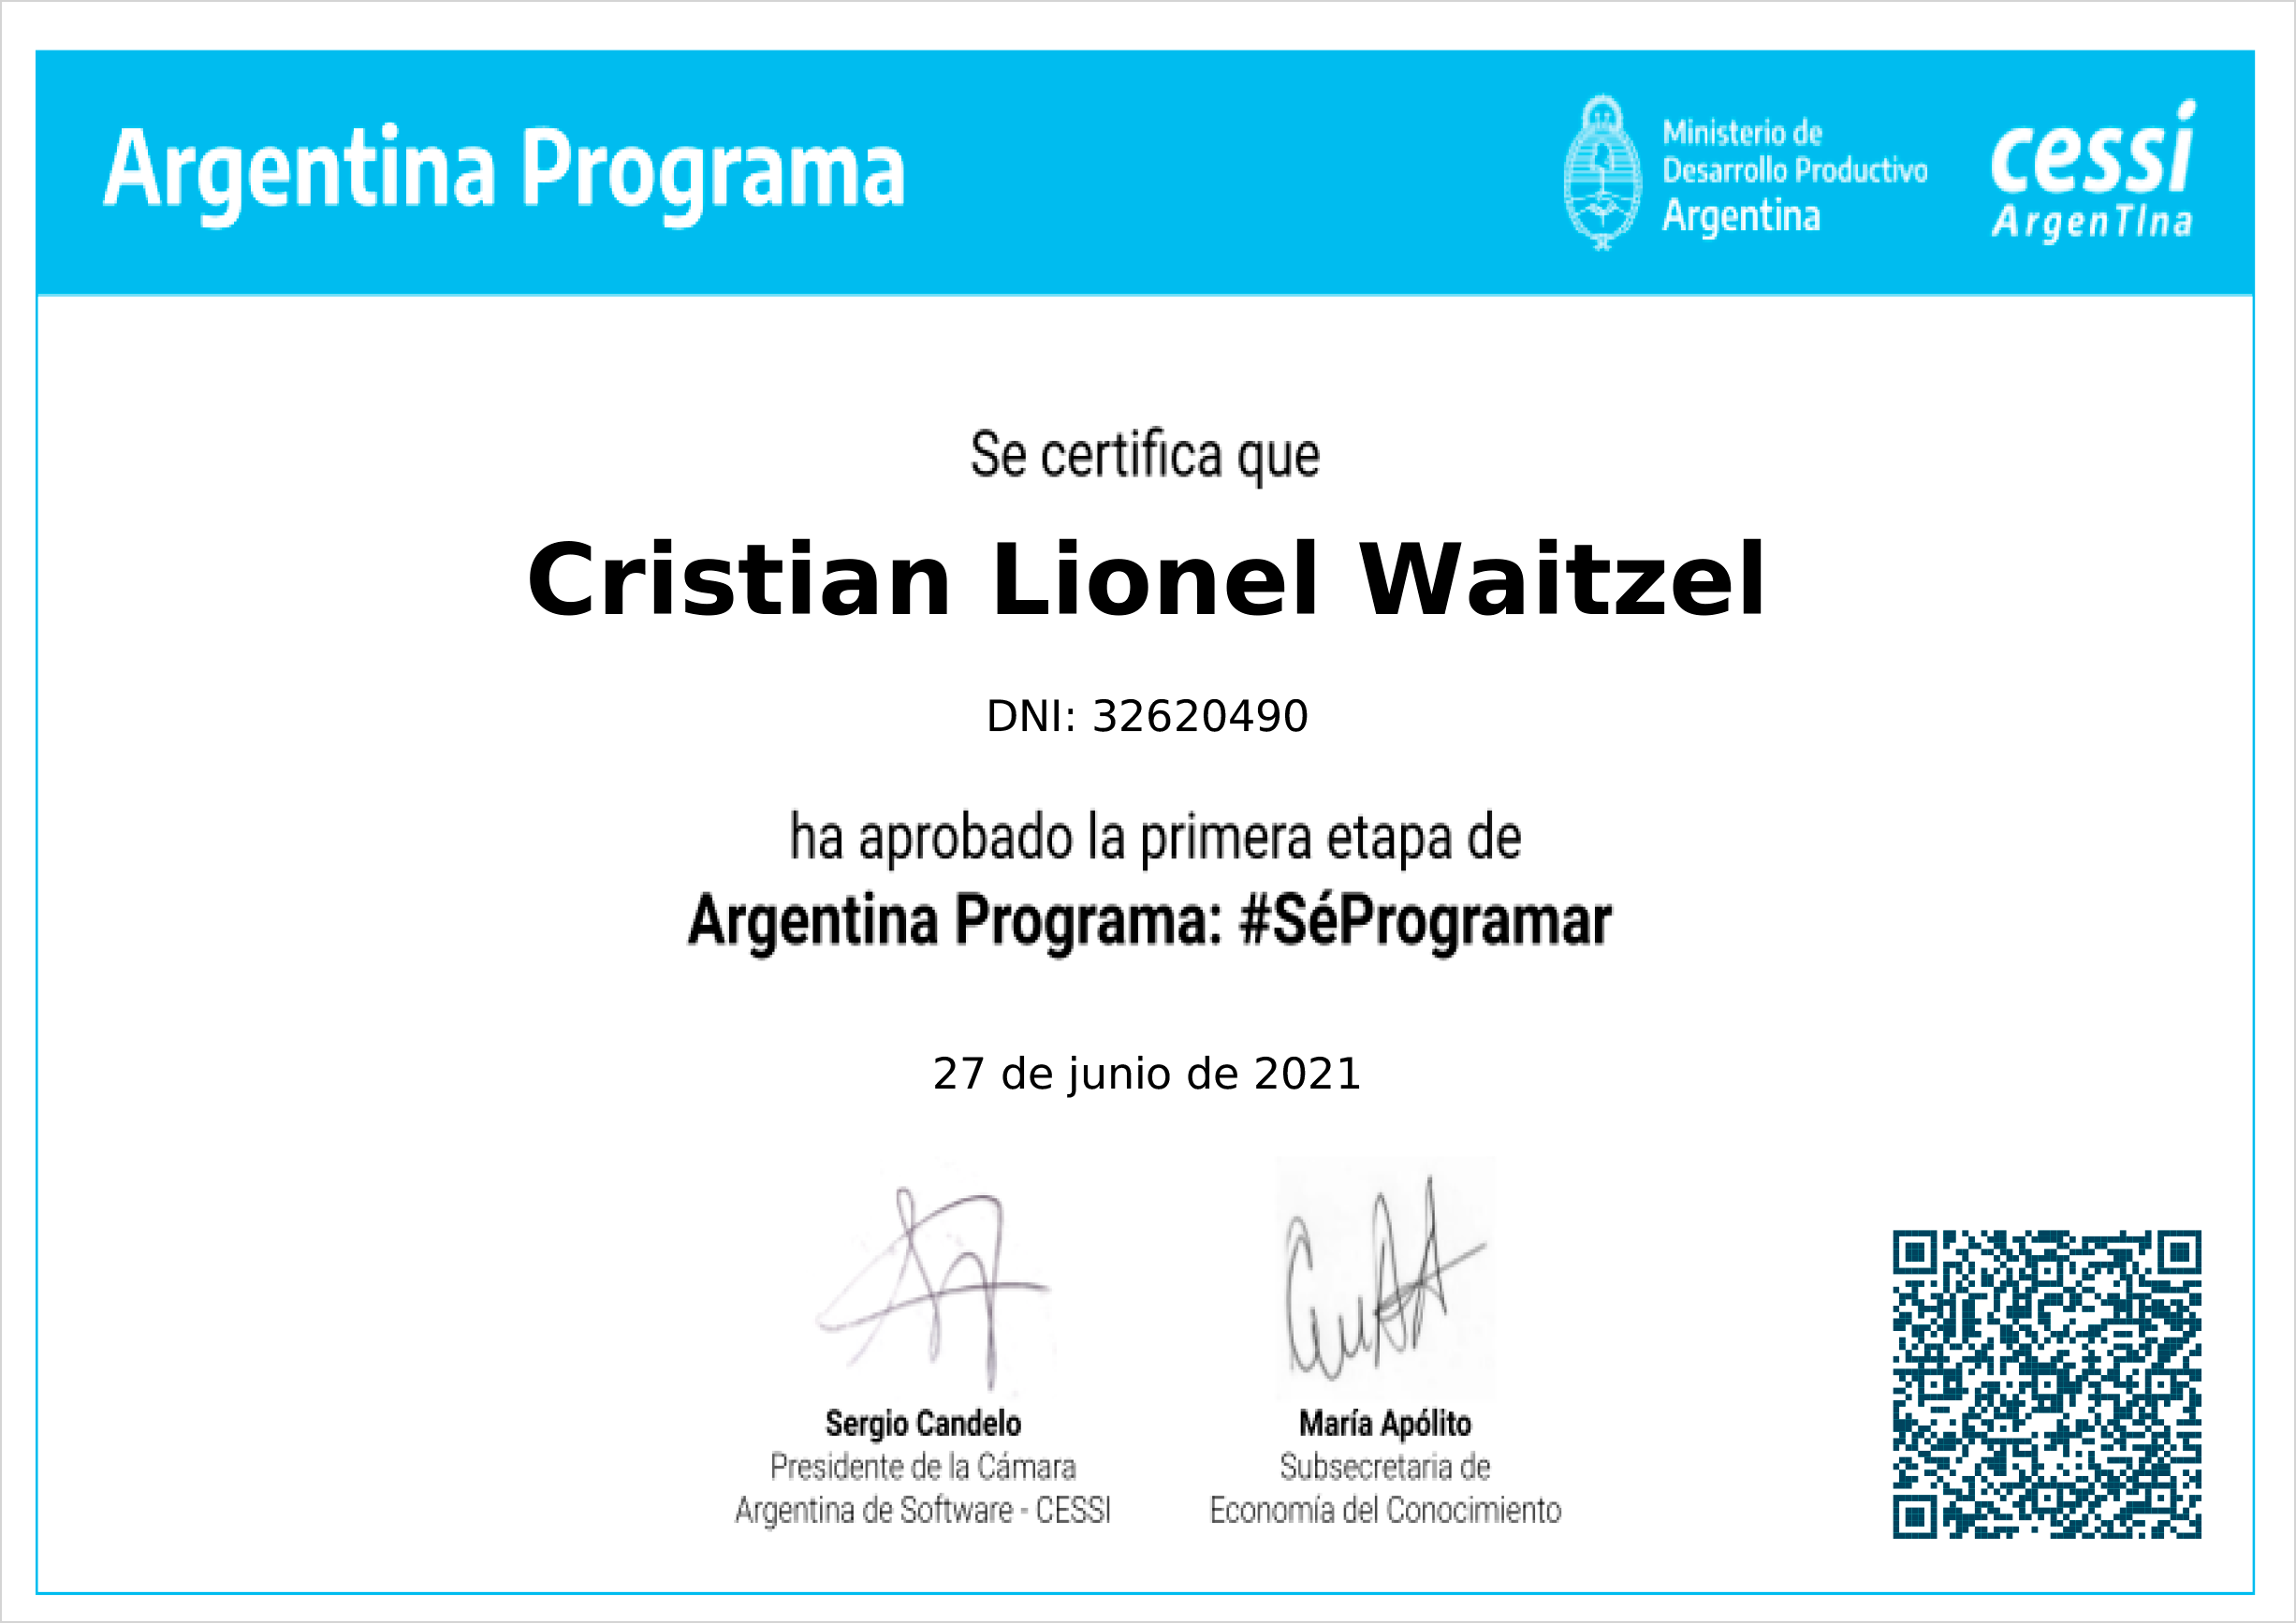 Argentina Programa
Ministerio de
Desarrollo Productivo
Argentina
cessi
ArgenTIna
Se certifica que
Cristian Lionel Waitzel
DNI: 32620490
ha aprobado la primera etapa de
Argentina Programa: #SéProgramar
27 de junio de 2021
Sergio Candelo
Presidente de la Cámara
Argentina de Software - CESSI
María Apólito
Subsecretaria de
Economía del Conocimiento